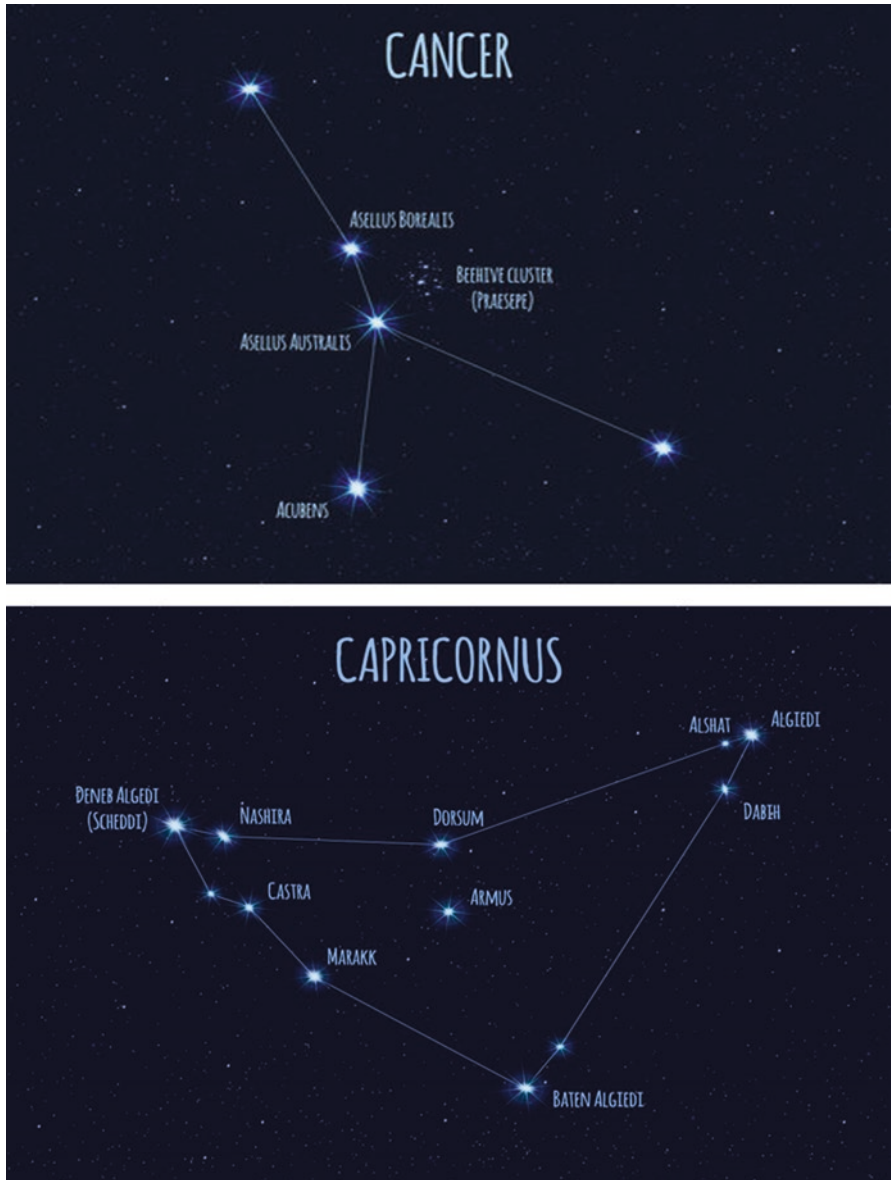 CANCER
ASELLUS BOREALIS
BEEHIVE CLUSTER
(PRAESEPE)
ASELLUS AUSTRALIS
ACUBENS
CAPRICORNUS
ALSHAT
ALGIEDI
DENEB ALGEDI
(SCHEDDI)
NASHIRA
DORSUM
DABIH
CASTRA
ARMUS
MARAKK
BATEN ALGIEDI